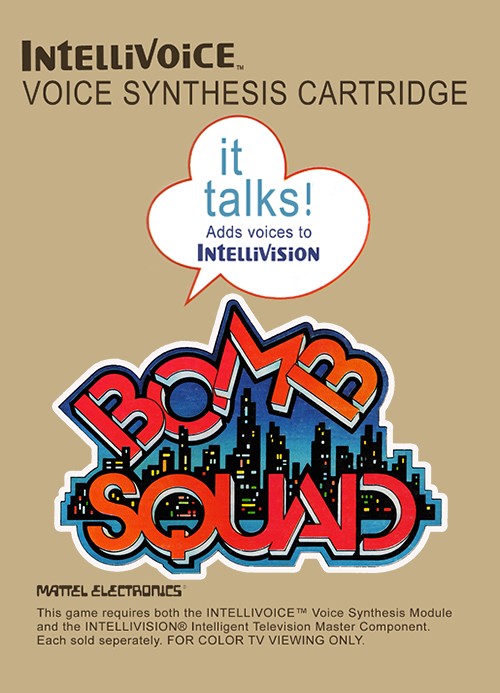 INTELLIVOICE™
VOICE SYNTHESIS CARTRIDGE
it
talks!
Adds voices to
INTELLIVISION
BOMB
SQUAD
MATTEL ELECTRONICS®
This game requires both the INTELLIVOICE™ Voice Synthesis Module
and the INTELLIVISION® Intelligent Television Master Component.
Each sold seperately. FOR COLOR TV VIEWING ONLY.